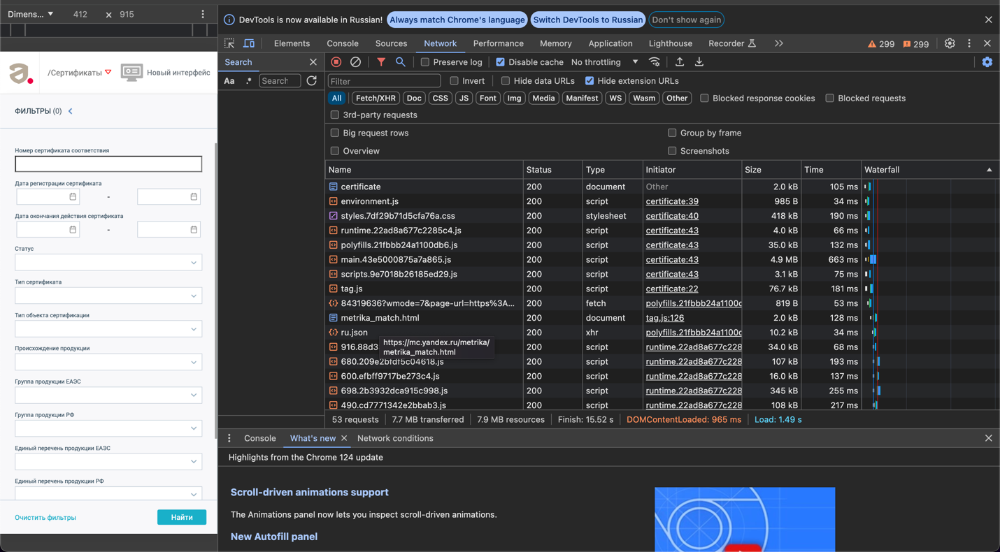 Dimens...
412
×
915
DevTools is now available in Russian!
Always match Chrome's language
Switch DevTools to Russian
Don't show again
Elements
Console
Sources
Network
Performance
Memory
Application
Lighthouse
Recorder
299
299
/Сертификаты
Новый интерфейс
ФИЛЬТРЫ (0)
Номер сертификата соответствия
Дата регистрации сертификата
-
Дата окончания действия сертификата
-
Статус
Тип сертификата
Тип объекта сертификации
Происхождение продукции
Группа продукции ЕАЭС
Группа продукции РФ
Единый перечень продукции ЕАЭС
Единый перечень продукции РФ
Очистить фильтры
Найти
Search
Aa
.*
Search
Preserve log
Disable cache
No throttling
Filter
Invert
Hide data URLs
Hide extension URLs
All
Fetch/XHR
Doc
CSS
JS
Font
Img
Media
Manifest
WS
Wasm
Other
Blocked response cookies
Blocked requests
3rd-party requests
Big request rows
Group by frame
Overview
Screenshots
Name Status Type Initiator Size Time Waterfall
certificate 200 document Other 2.0 kB 105 ms
environment.js 200 script certificate:39 985 B 34 ms
styles.7df29b71d5cfa76a.css 200 stylesheet certificate:40 418 kB 190 ms
runtime.22ad8a677c2285c4.js 200 script certificate:43 4.0 kB 66 ms
polyfills.21fbbb24a1100db6.js 200 script certificate:43 35.0 kB 132 ms
main.43e5000875a7a865.js 200 script certificate:43 4.9 MB 663 ms
scripts.9e7018b26185ed29.js 200 script certificate:43 3.1 kB 75 ms
tag.js 200 script certificate:22 76.7 kB 181 ms
84319636?wmode=7&page-url=https%3A... 200 fetch polyfills.21fbbb24a1100c 819 B 53 ms
metrika_match.html 200 document tag.js:126 2.0 kB 128 ms
ru.json 200 xhr polyfills.21fbbb24a1100c 10.2 kB 34 ms
916.88d3 200 script runtime.22ad8a677c228 34.0 kB 68 ms
https://mc.yandex.ru/metrika/
metrika_match.html
680.209e2bfdf5c04618.js 200 script runtime.22ad8a677c228 107 kB 193 ms
600.efbff9717be273c4.js 200 script runtime.22ad8a677c228 16.0 kB 137 ms
698.2b3932dca915c998.js 200 script runtime.22ad8a677c228 345 kB 255 ms
490.cd7771342e2bbab3.js 200 script runtime.22ad8a677c228 108 kB 217 ms
53 requests
7.7 MB transferred
7.9 MB resources
Finish: 15.52 s
DOMContentLoaded: 965 ms
Load: 1.49 s
Console
What's new
Network conditions
Highlights from the Chrome 124 update
Scroll-driven animations support
The Animations panel now lets you inspect scroll-driven animations.
New Autofill panel